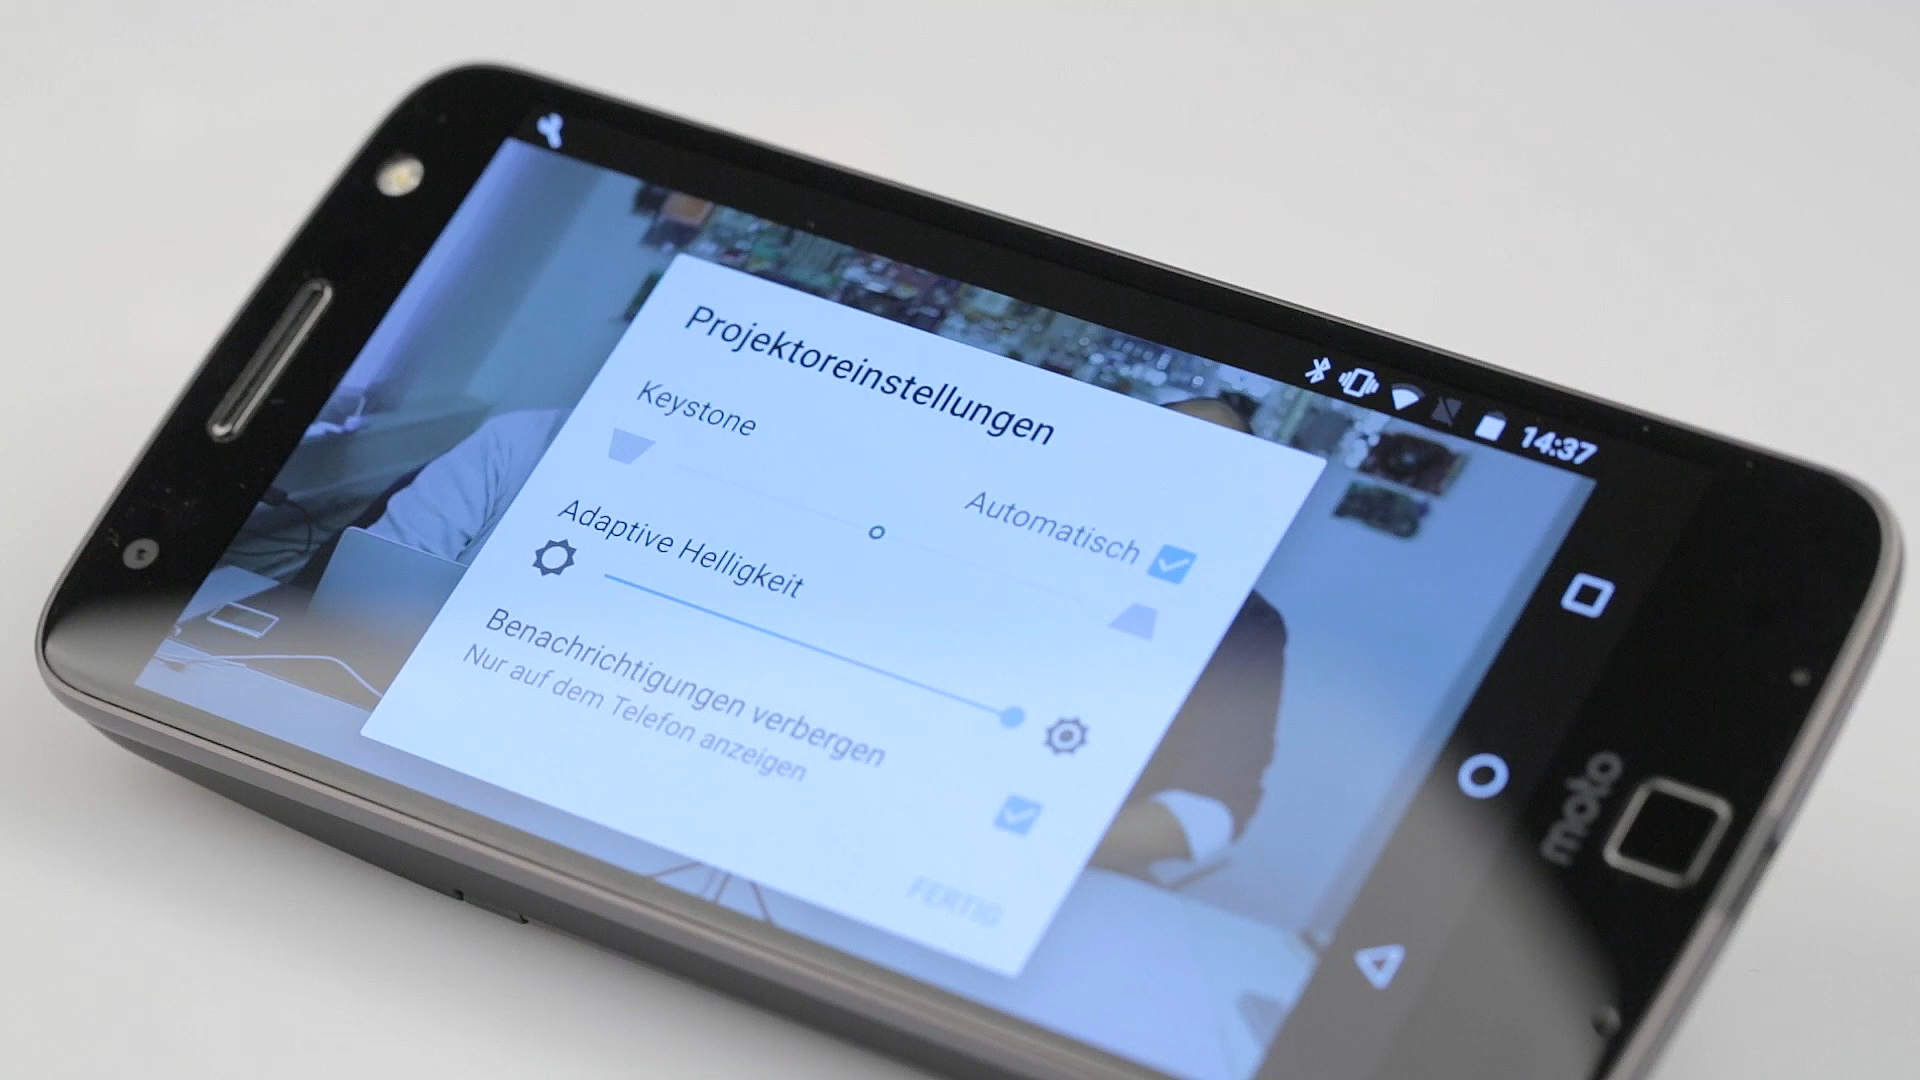 14:37
Projektoreinstellungen
Keystone
Automatisch
Adaptive Helligkeit
Benachrichtigungen verbergen
Nur auf dem Telefon anzeigen
FERTIG
moto